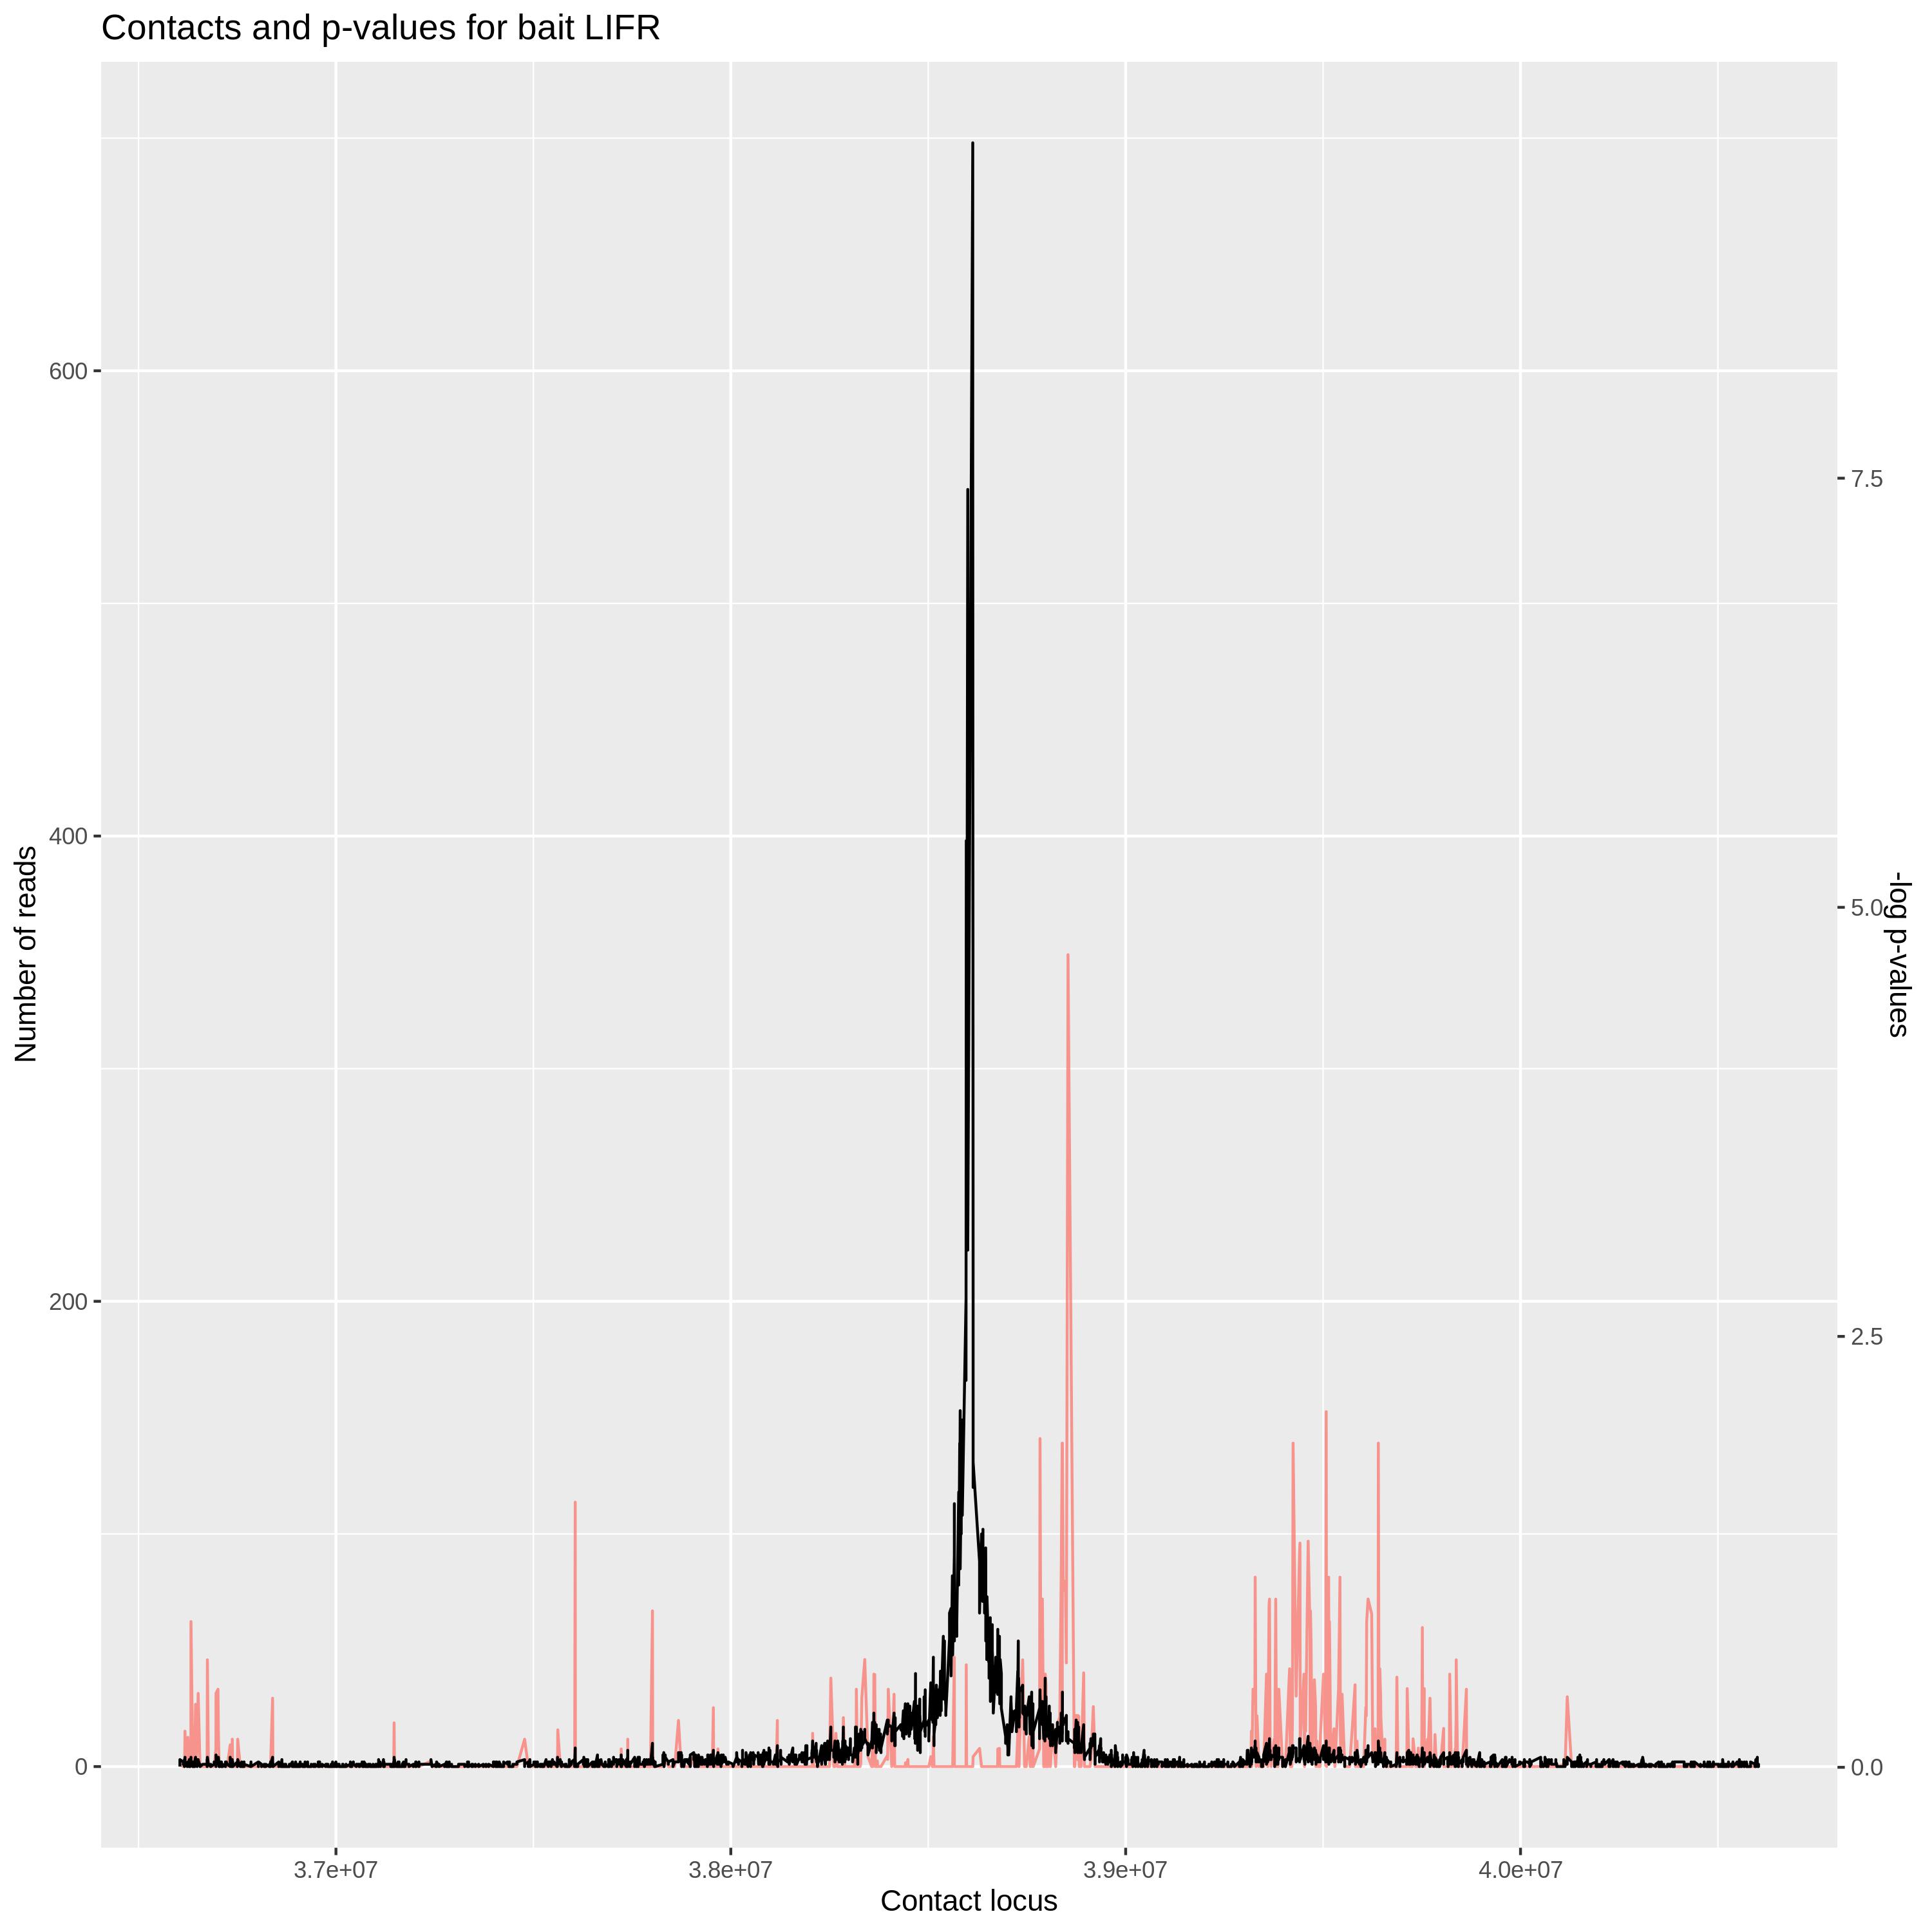 Contacts and p-values for bait LIFR
600
400
200
0
Number of reads
7.5
5.0
2.5
0.0
-log p-values
3.7e+07
3.8e+07
3.9e+07
4.0e+07
Contact locus